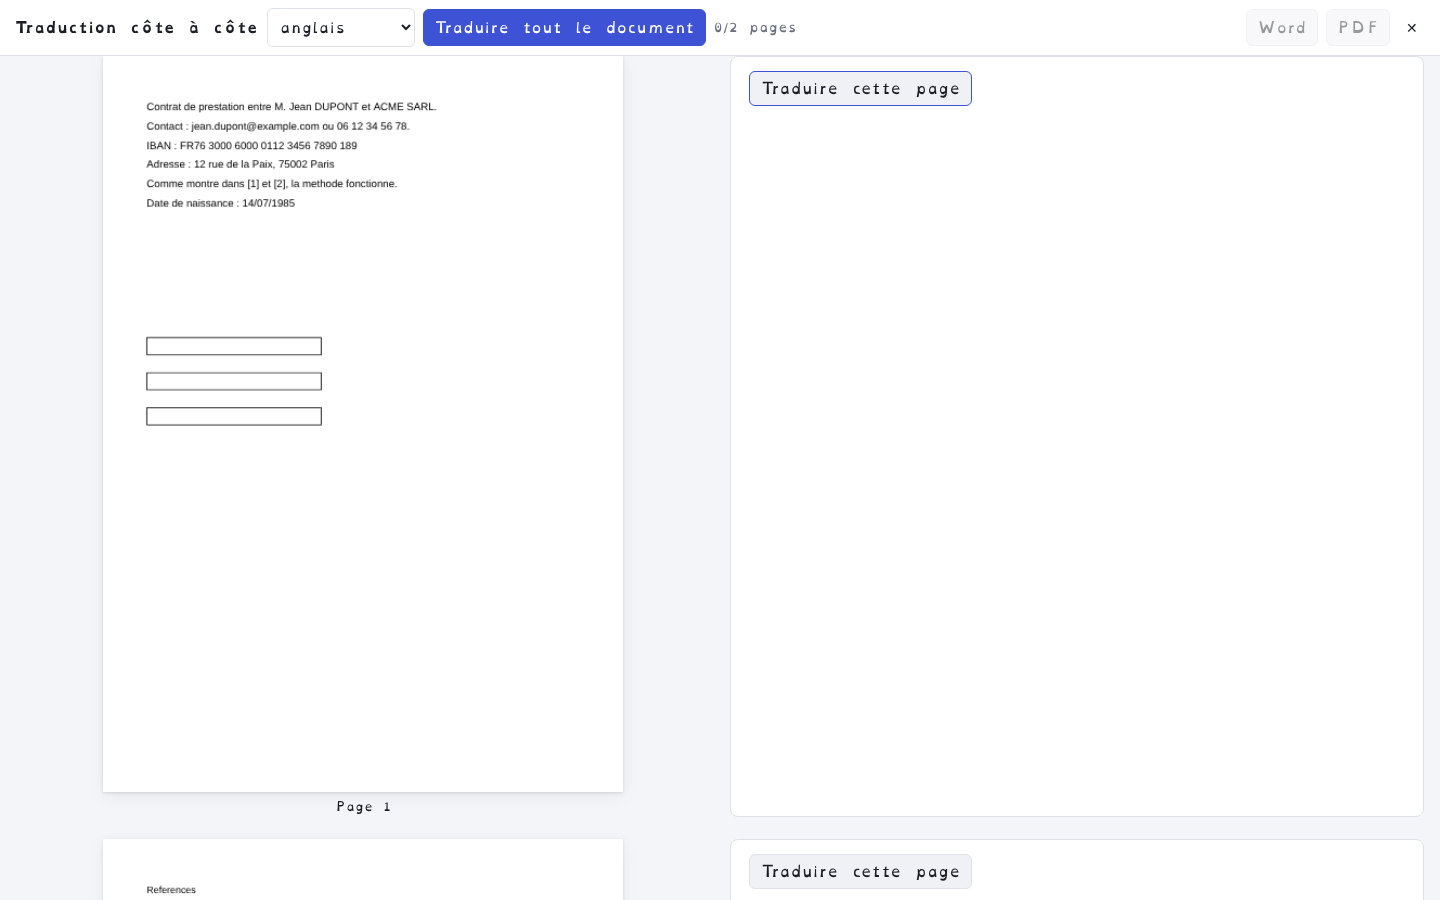 Traduction côte à côte anglais Traduire tout le document 0/2 pages Word PDF ×
Contrat de prestation entre M. Jean DUPONT et ACME SARL.
Contact : jean.dupont@example.com ou 06 12 34 56 78.
IBAN : FR76 3000 6000 0112 3456 7890 189
Adresse : 12 rue de la Paix, 75002 Paris
Comme montre dans [1] et [2], la methode fonctionne.
Date de naissance : 14/07/1985
Page 1
Traduire cette page
References
Traduire cette page